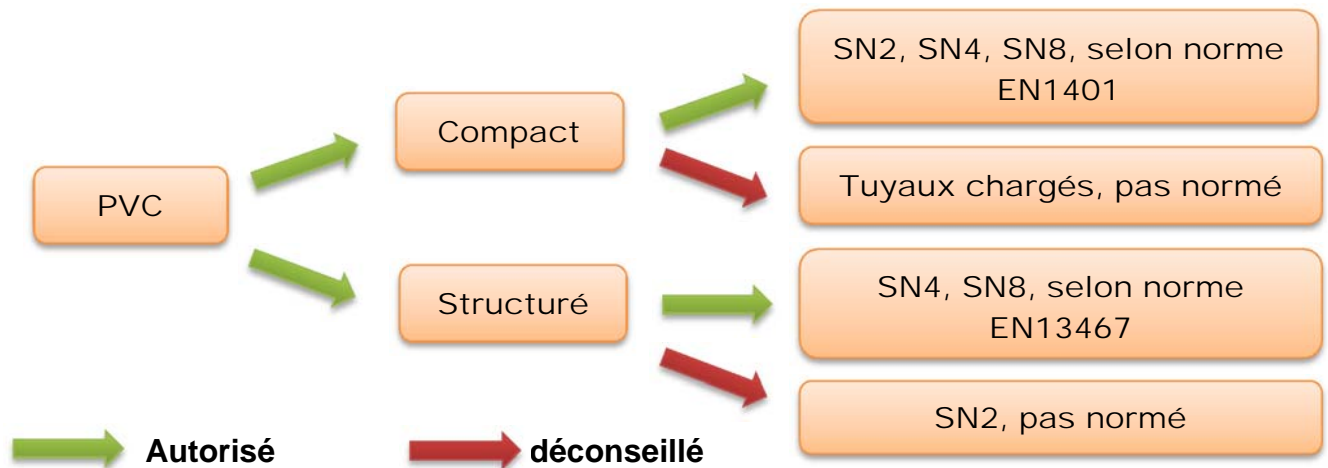 PVC
Compact
Structuré
SN2, SN4, SN8, selon norme
EN1401
Tuyaux chargés, pas normé
SN4, SN8, selon norme
EN13467
SN2, pas normé
Autorisé
déconseillé